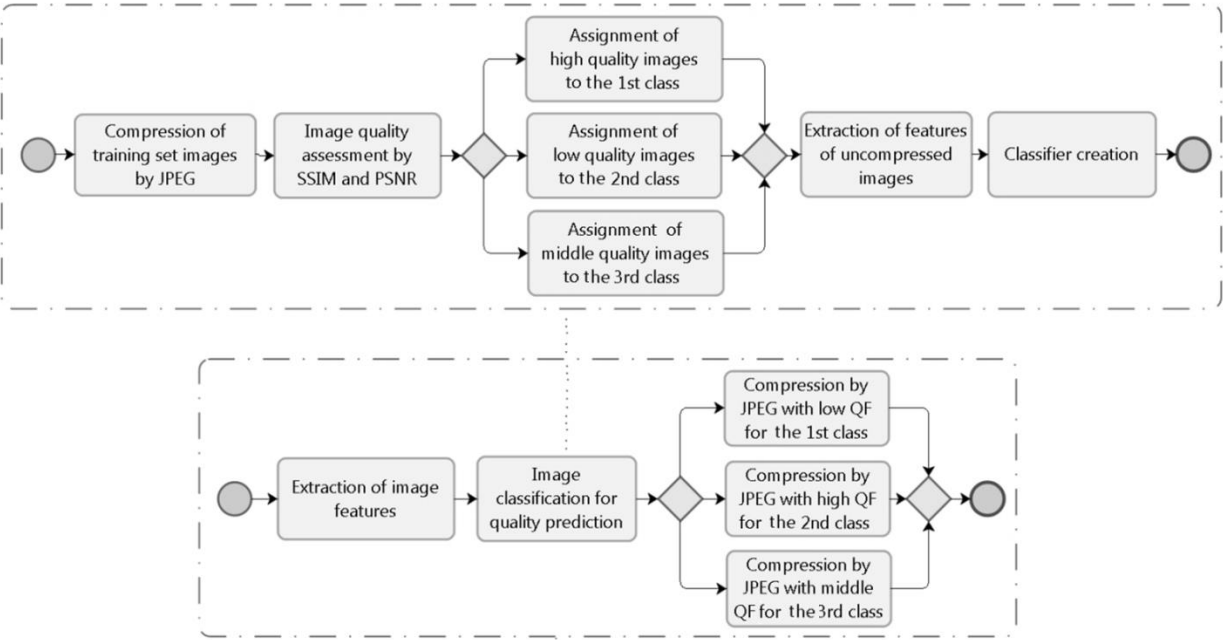 Compression of
training set images
by JPEG
Image quality
assessment by
SSIM and PSNR
Assignment of
high quality images
to the 1st class
Assignment of
low quality images
to the 2nd class
Assignment of
middle quality images
to the 3rd class
Extraction of features
of uncompressed
images
Classifier creation
Extraction of image
features
Image
classification for
quality prediction
Compression by
JPEG with low QF
for the 1st class
Compression by
JPEG with high QF
for the 2nd class
Compression by
JPEG with middle
QF for the 3rd class